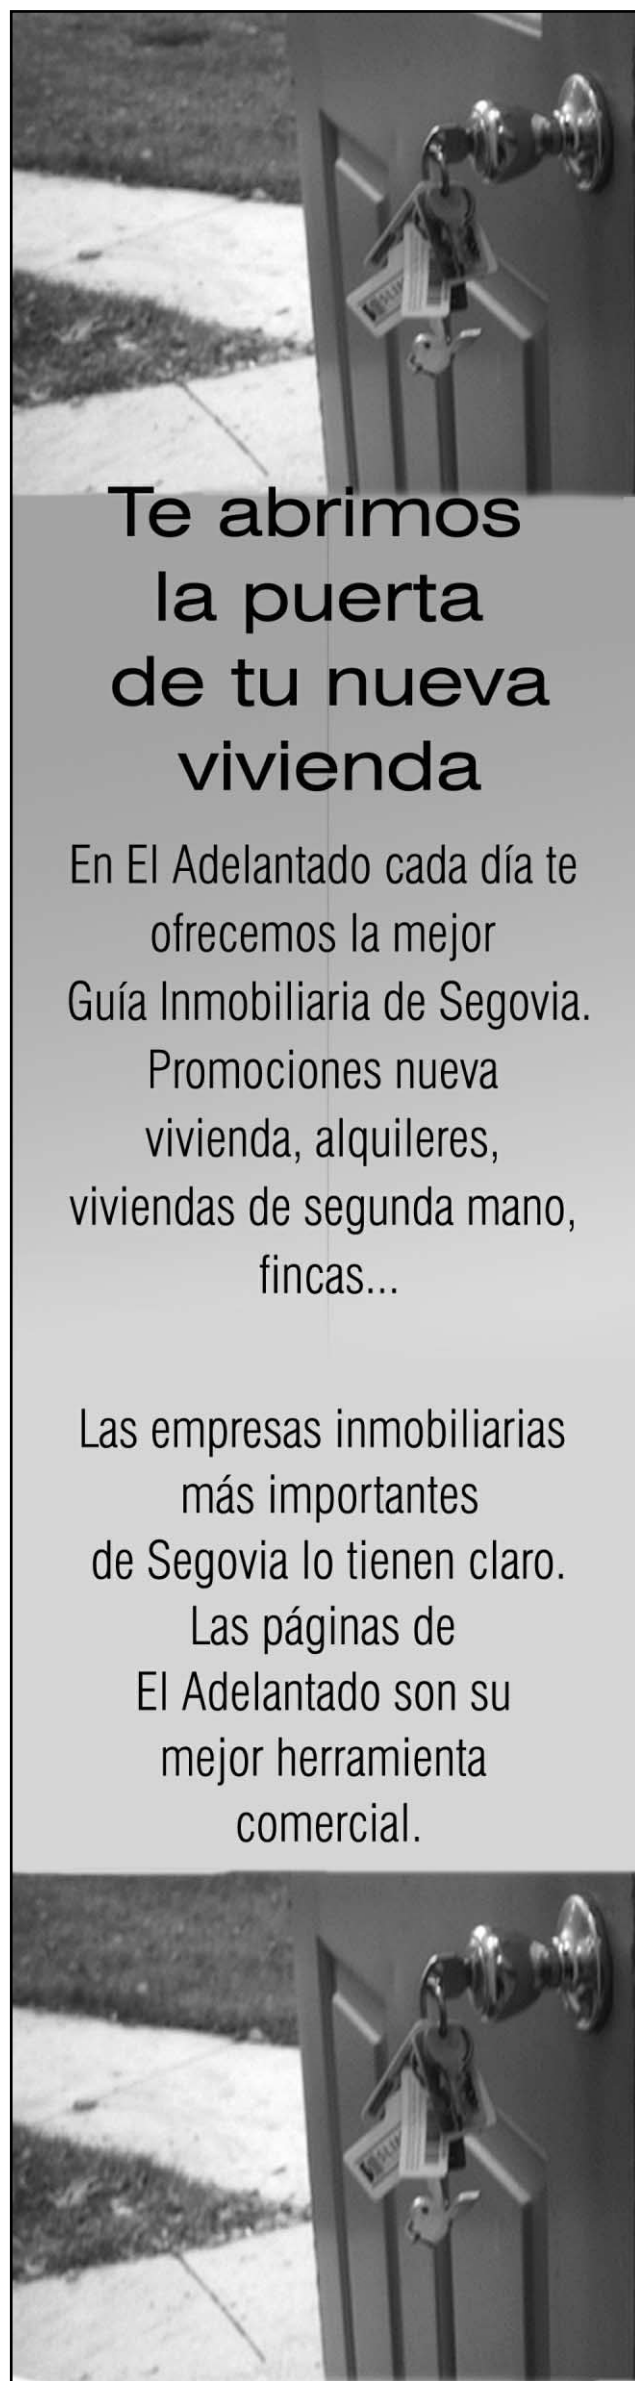 Te abrimos
la puerta
de tu nueva
vivienda
En El Adelantado cada día te
ofrecemos la mejor
Guía Inmobiliaria de Segovia.
Promociones nueva
vivienda, alquileres,
viviendas de segunda mano,
fincas...
Las empresas inmobiliarias
más importantes
de Segovia lo tienen claro.
Las páginas de
El Adelantado son su
mejor herramienta
comercial.